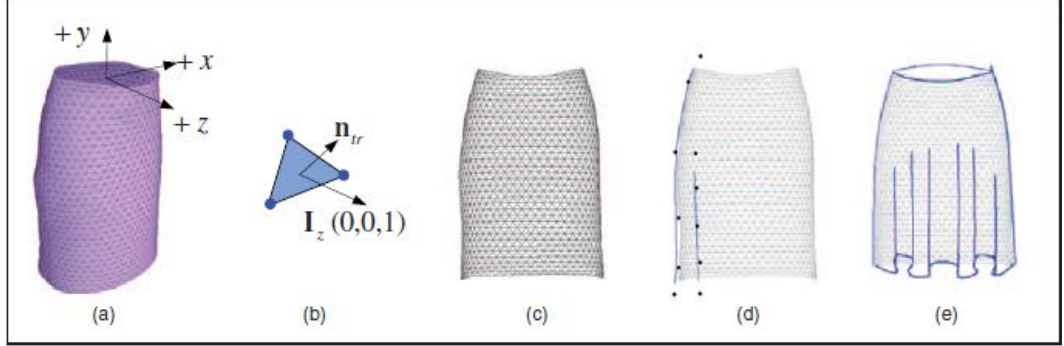 + y
+ x
+ z
n_tr
I_z (0,0,1)
(a)
(b)
(c)
(d)
(e)